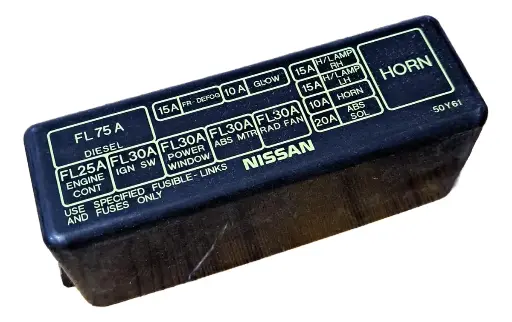 FL 75 A
DIESEL
15A FR-DEFOG 10A GLOW
15A H/LAMP RH
15A H/LAMP LH
10A HORN
20A ABS SOL
HORN
50Y61
FL25A ENGINE CONT
FL30A IGN SW
FL30A POWER WINDOW
FL30A ABS MTR
FL30A RAD FAN
USE SPECIFIED FUSIBLE-LINKS
AND FUSES ONLY
NISSAN